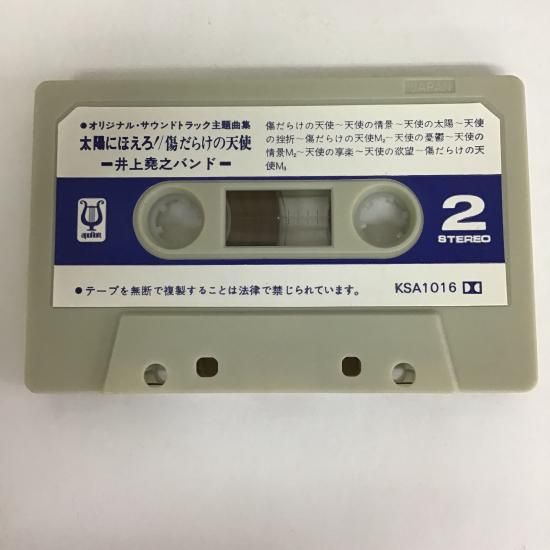 JAPAN
●オリジナル・サウンドトラック主題曲集
太陽にほえろ!/傷だらけの天使
ー井上堯之バンドー
傷だらけの天使~天使の情景~天使の太陽~天使
の挫折~傷だらけの天使M₂~天使の憂鬱~天使の
情景M₂~天使の享楽~天使の欲望~傷だらけの天
使M₃
apollon
2
STEREO
●テープを無断で複製することは法律で禁じられています。
KSA1016